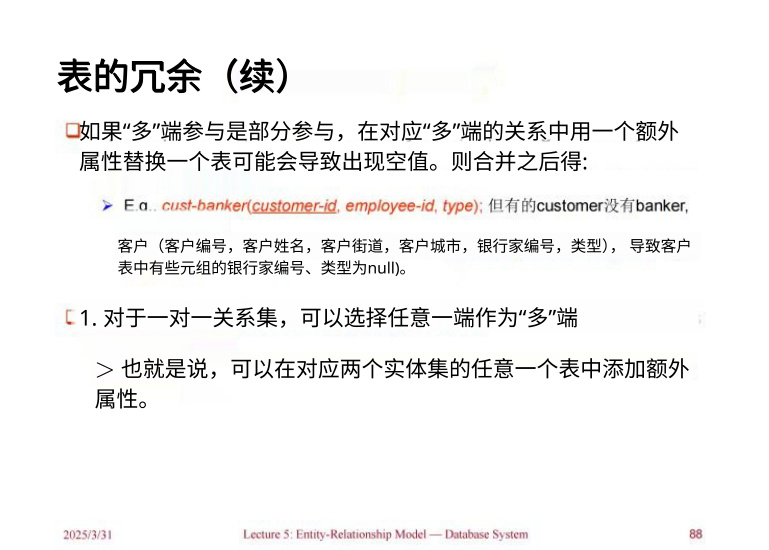 表的冗余（续）
如果“多”端参与是部分参与，在对应“多”端的关系中用一个额外
属性替换一个表可能会导致出现空值。则合并之后得:
➤ E.g.. cust-banker(customer-id, employee-id, type); 但有的customer没有banker,
客户（客户编号，客户姓名，客户街道，客户城市，银行家编号，类型）， 导致客户
表中有些元组的银行家编号、类型为null)。
1. 对于一对一关系集，可以选择任意一端作为“多”端
＞ 也就是说，可以在对应两个实体集的任意一个表中添加额外
属性。
2025/3/31
Lecture 5: Entity-Relationship Model — Database System
88